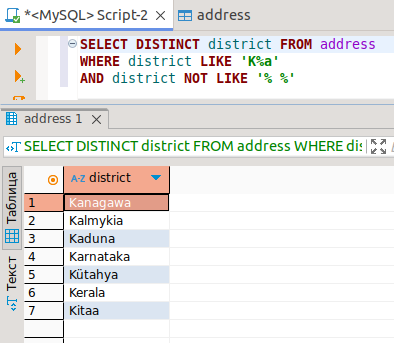 *<MySQL> Script-2
address
SELECT DISTINCT district FROM address
WHERE district LIKE 'K%a'
AND district NOT LIKE '% %'
address 1
SELECT DISTINCT district FROM address WHERE dis
Таблица
Текст
A-Z district
1 Kanagawa
2 Kalmykia
3 Kaduna
4 Karnataka
5 Kütahya
6 Kerala
7 Kitaa